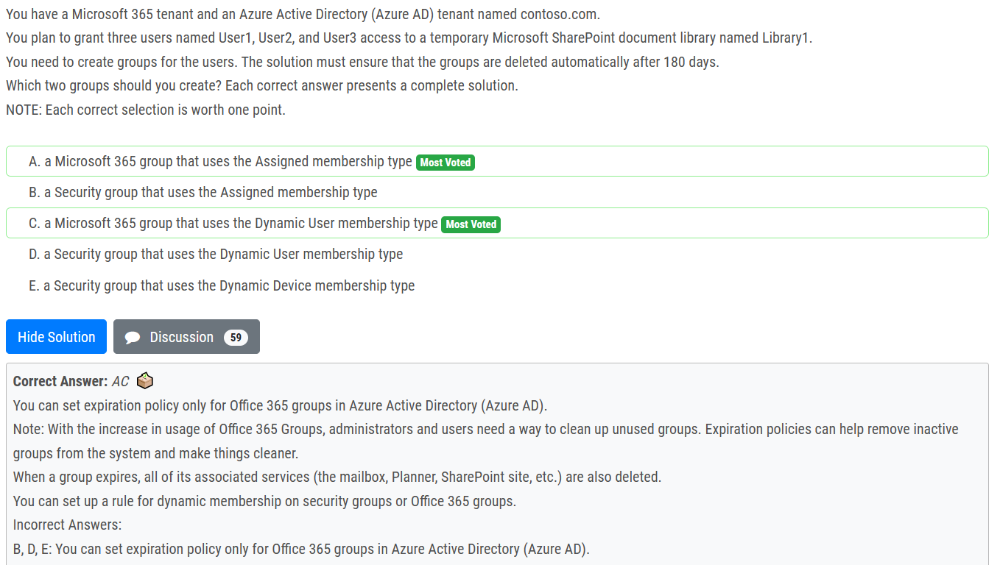 You have a Microsoft 365 tenant and an Azure Active Directory (Azure AD) tenant named contoso.com.
You plan to grant three users named User1, User2, and User3 access to a temporary Microsoft SharePoint document library named Library1.
You need to create groups for the users. The solution must ensure that the groups are deleted automatically after 180 days.
Which two groups should you create? Each correct answer presents a complete solution.
NOTE: Each correct selection is worth one point.
A. a Microsoft 365 group that uses the Assigned membership type Most Voted
B. a Security group that uses the Assigned membership type
C. a Microsoft 365 group that uses the Dynamic User membership type Most Voted
D. a Security group that uses the Dynamic User membership type
E. a Security group that uses the Dynamic Device membership type
Hide Solution Discussion 59
Correct Answer: AC
You can set expiration policy only for Office 365 groups in Azure Active Directory (Azure AD).
Note: With the increase in usage of Office 365 Groups, administrators and users need a way to clean up unused groups. Expiration policies can help remove inactive
groups from the system and make things cleaner.
When a group expires, all of its associated services (the mailbox, Planner, SharePoint site, etc.) are also deleted.
You can set up a rule for dynamic membership on security groups or Office 365 groups.
Incorrect Answers:
B, D, E: You can set expiration policy only for Office 365 groups in Azure Active Directory (Azure AD).